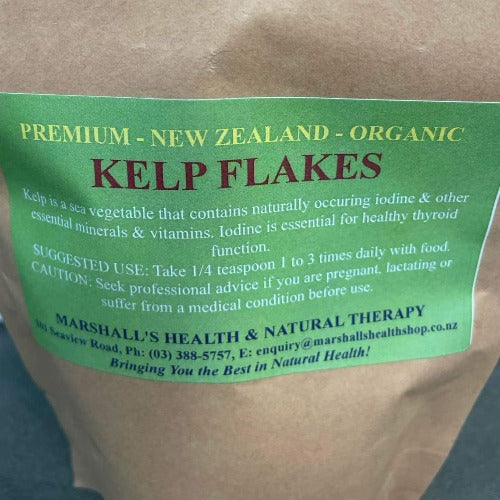 PREMIUM - NEW ZEALAND - ORGANIC
KELP FLAKES
Kelp is a sea vegetable that contains naturally occuring iodine & other
essential minerals & vitamins. Iodine is essential for healthy thyroid
function.
SUGGESTED USE: Take 1/4 teaspoon 1 to 3 times daily with food.
CAUTION: Seek professional advice if you are pregnant, lactating or
suffer from a medical condition before use.
MARSHALL'S HEALTH & NATURAL THERAPY
Seaview Road, Ph: (03) 388-5757, E: enquiry@marshallshealthshop.co.nz
Bringing You the Best in Natural Health!